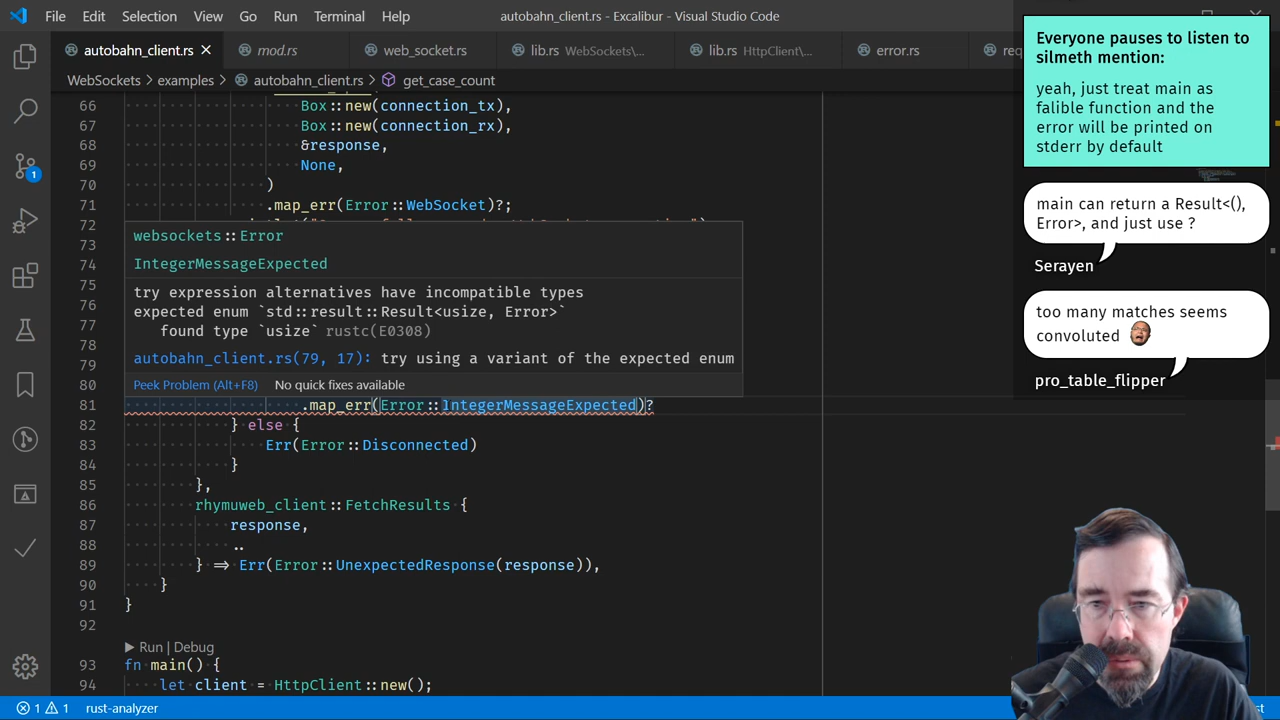 File Edit Selection View Go Run Terminal Help autobahn_client.rs - Excalibur - Visual Studio Code
autobahn_client.rs mod.rs web_socket.rs lib.rs WebSockets\... lib.rs HttpClient\... error.rs
WebSockets > examples > autobahn_client.rs > get_case_count
66
67 Box::new(connection_tx),
Box::new(connection_rx),
68 &response,
69 None,
70 )
71 .map_err(Error::WebSocket)?;
72
73
74
75
76
77
78
79
80
websockets::Error
IntegerMessageExpected
try expression alternatives have incompatible types
expected enum `std::result::Result<usize, Error>`
found type `usize` rustc(E0308)
autobahn_client.rs(79, 17): try using a variant of the expected enum
Peek Problem (Alt+F8) No quick fixes available
81 .map_err(Error::IntegerMessageExpected)?
82 } else {
83 Err(Error::Disconnected)
84 }
85 },
86 rhymuweb_client::FetchResults {
87 response,
88 ..
89 } => Err(Error::UnexpectedResponse(response)),
90 }
91 }
92
▶ Run | Debug
93 fn main() {
94 let client = HttpClient::new();
1
1 1 rust-analyzer
Everyone pauses to listen to
silmeth mention:
yeah, just treat main as
falible function and the
error will be printed on
stderr by default
main can return a Result<(),
Error>, and just use ?
Serayen
too many matches seems
convoluted
pro_table_flipper